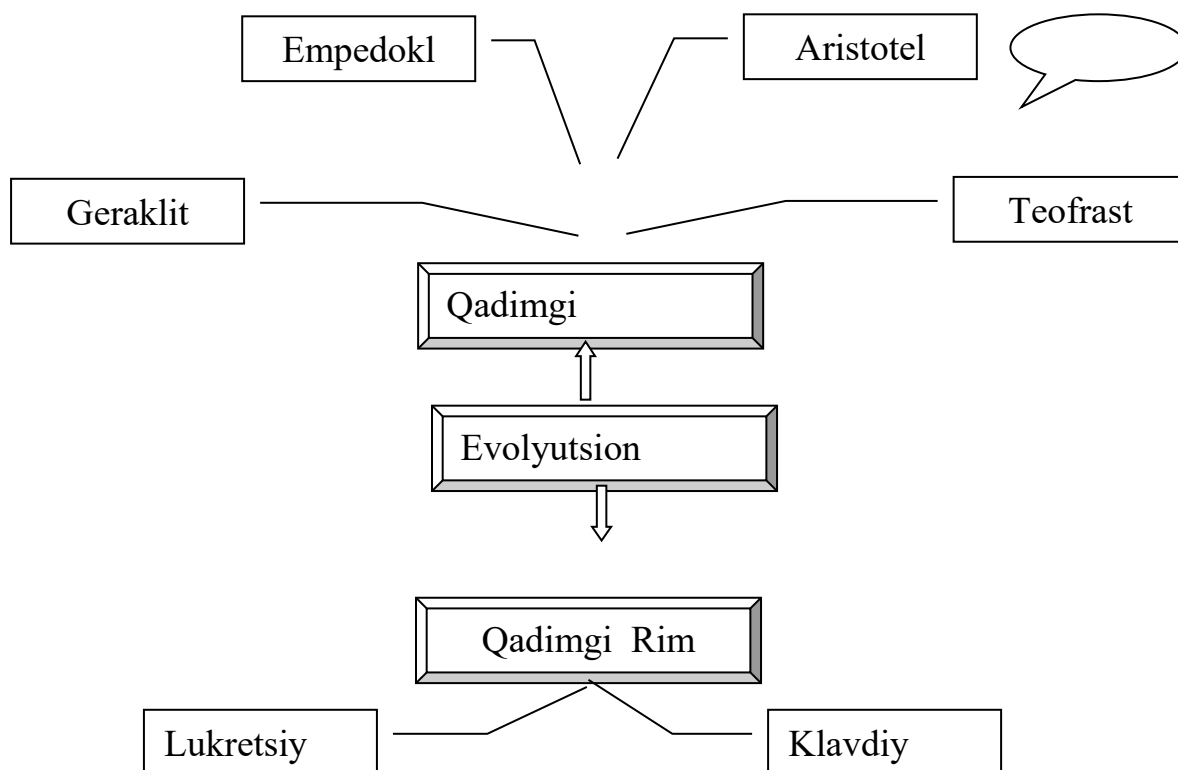 Empedokl
Aristotel
Geraklit
Teofrast
Qadimgi
Evolyutsion
Qadimgi Rim
Lukretsiy
Klavdiy